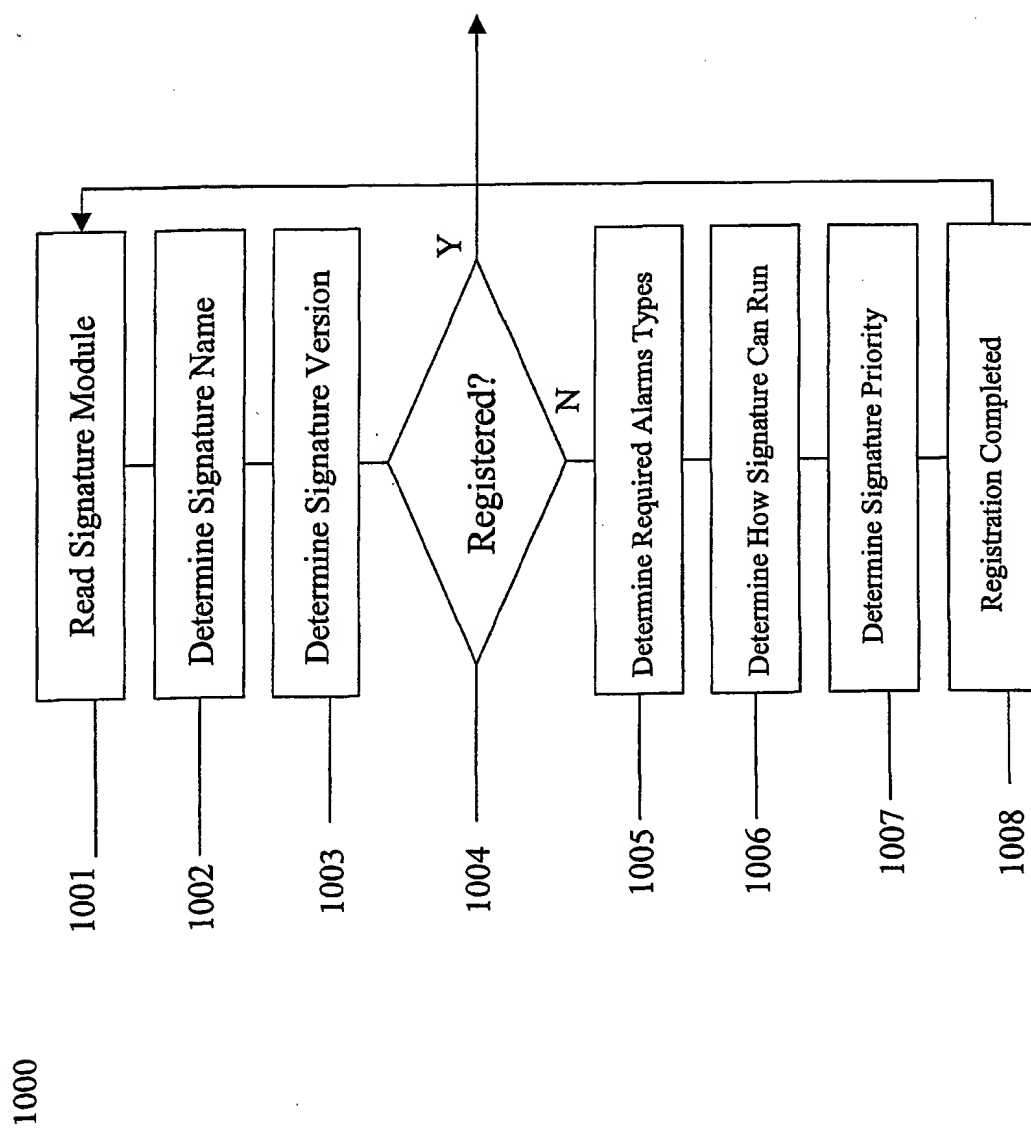 1000
1001
Read Signature Module
1002
Determine Signature Name
1003
Determine Signature Version
1004
Registered?
Y
N
1005
Determine Required Alarms Types
1006
Determine How Signature Can Run
1007
Determine Signature Priority
1008
Registration Completed